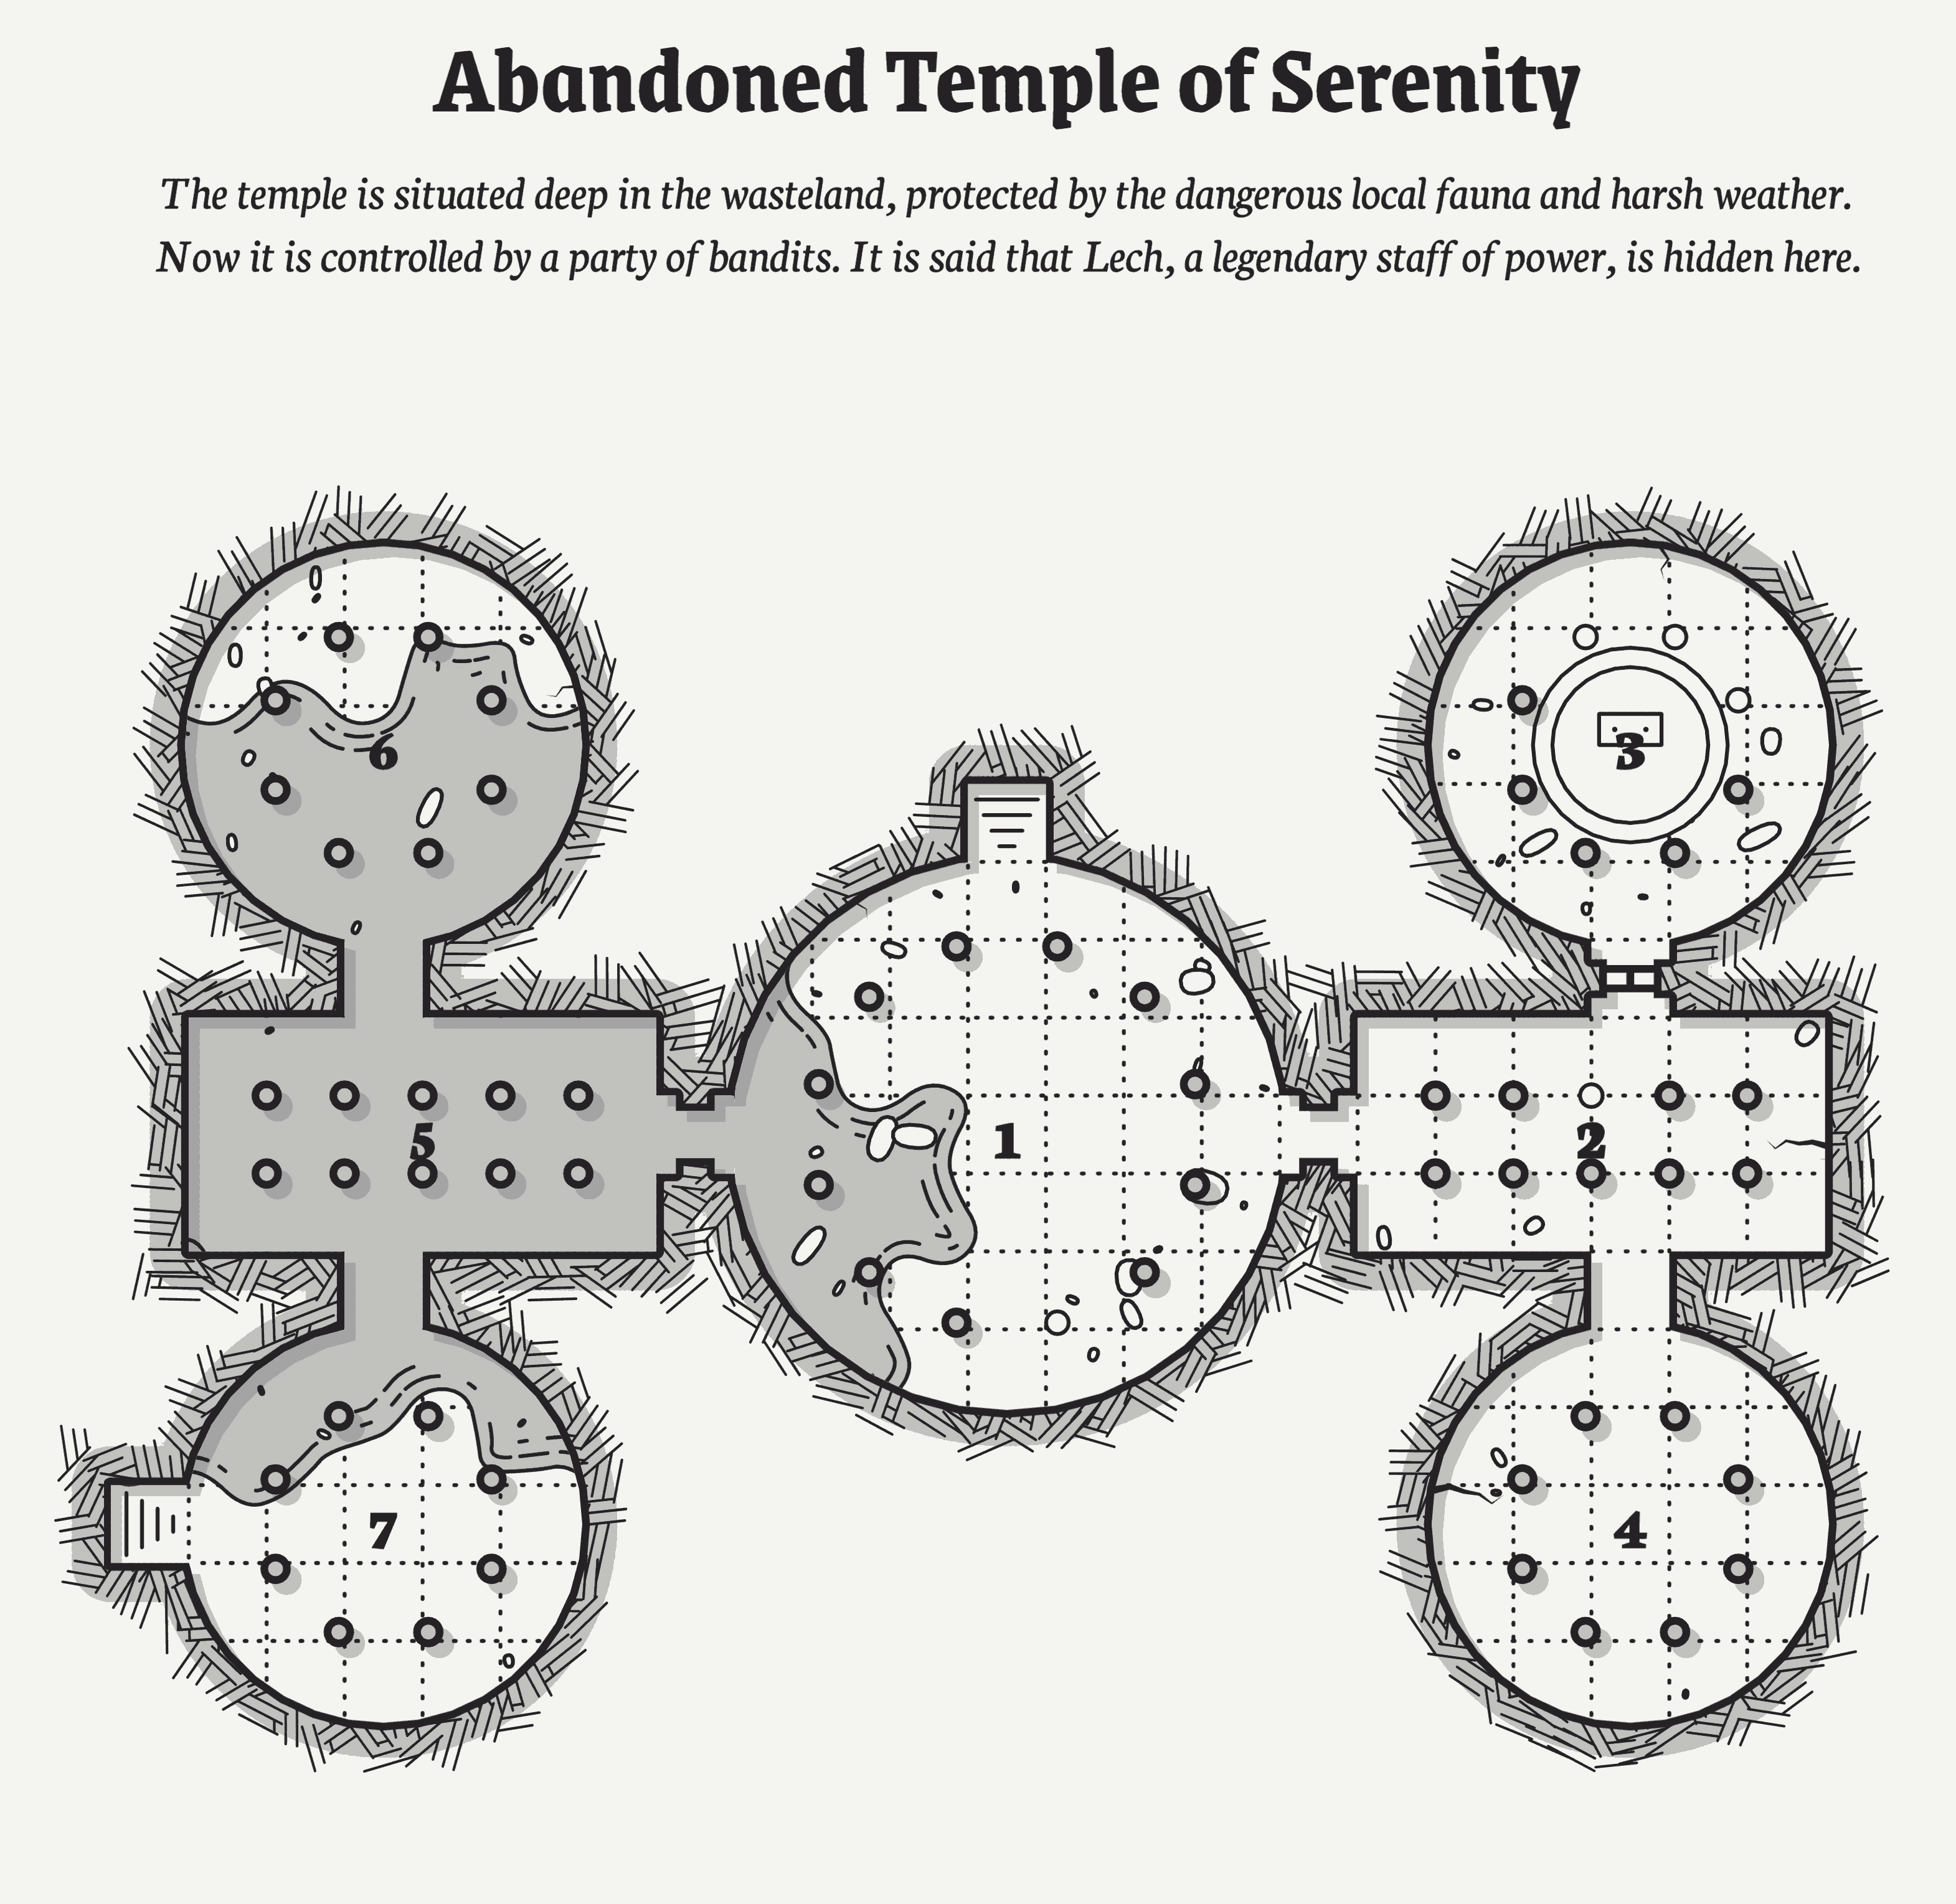 Abandoned Temple of Serenity
The temple is situated deep in the wasteland, protected by the dangerous local fauna and harsh weather.
Now it is controlled by a party of bandits. It is said that Lech, a legendary staff of power, is hidden here.
6
3
5
1
2
7
4